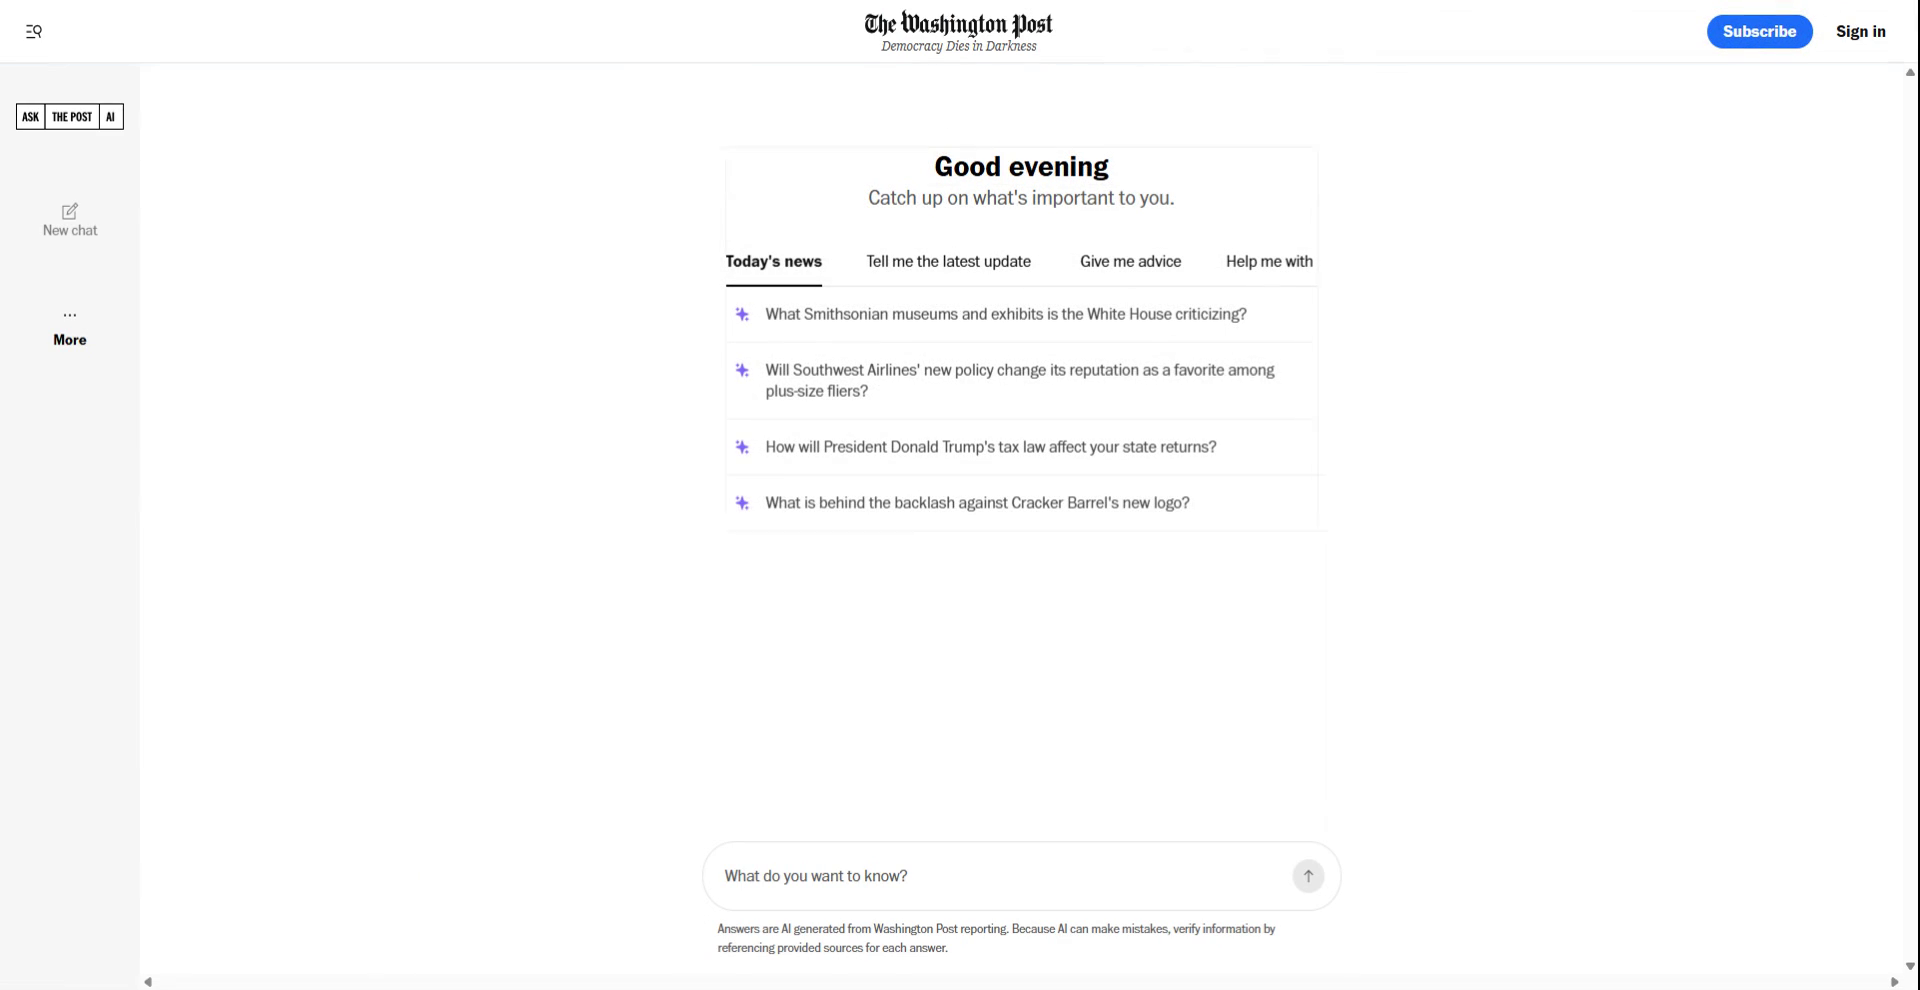 The Washington Post
Democracy Dies in Darkness
Subscribe
Sign in
ASK THE POST AI
New chat
...
More
Good evening
Catch up on what's important to you.
Today's news
Tell me the latest update
Give me advice
Help me with
What Smithsonian museums and exhibits is the White House criticizing?
Will Southwest Airlines' new policy change its reputation as a favorite among
plus-size fliers?
How will President Donald Trump's tax law affect your state returns?
What is behind the backlash against Cracker Barrel's new logo?
What do you want to know?
Answers are AI generated from Washington Post reporting. Because AI can make mistakes, verify information by
referencing provided sources for each answer.